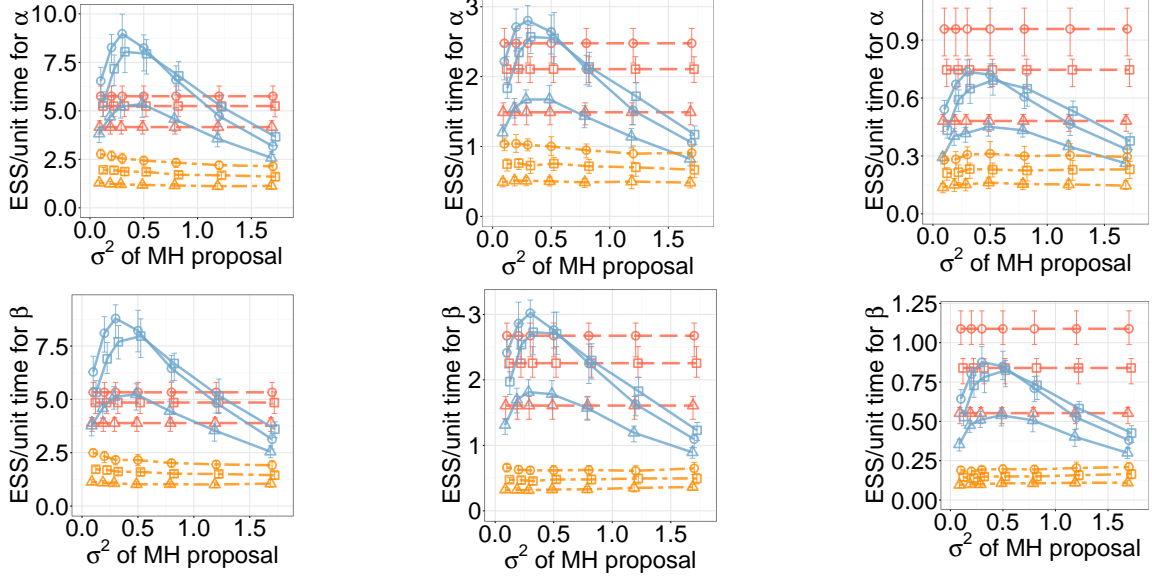 ESS/unit time for α
10.0
7.5
5.0
2.5
0.0
0.0 0.5 1.0 1.5
σ² of MH proposal
ESS/unit time for α
3
2
1
0
0.0 0.5 1.0 1.5
σ² of MH proposal
ESS/unit time for α
0.9
0.6
0.3
0.0
0.0 0.5 1.0 1.5
σ² of MH proposal
ESS/unit time for β
7.5
5.0
2.5
0.0
0.0 0.5 1.0 1.5
σ² of MH proposal
ESS/unit time for β
3
2
1
0
0.0 0.5 1.0 1.5
σ² of MH proposal
ESS/unit time for β
1.25
1.00
0.75
0.50
0.25
0.00
0.0 0.5 1.0 1.5
σ² of MH proposal